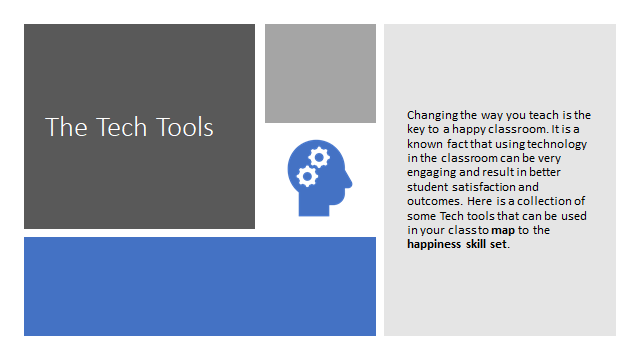 The Tech Tools
Changing the way you teach is the
key to a happy classroom. It is a
known fact that using technology
in the classroom can be very
engaging and result in better
student satisfaction and
outcomes. Here is a collection of
some Tech tools that can be used
in your class to map to the
happiness skill set.